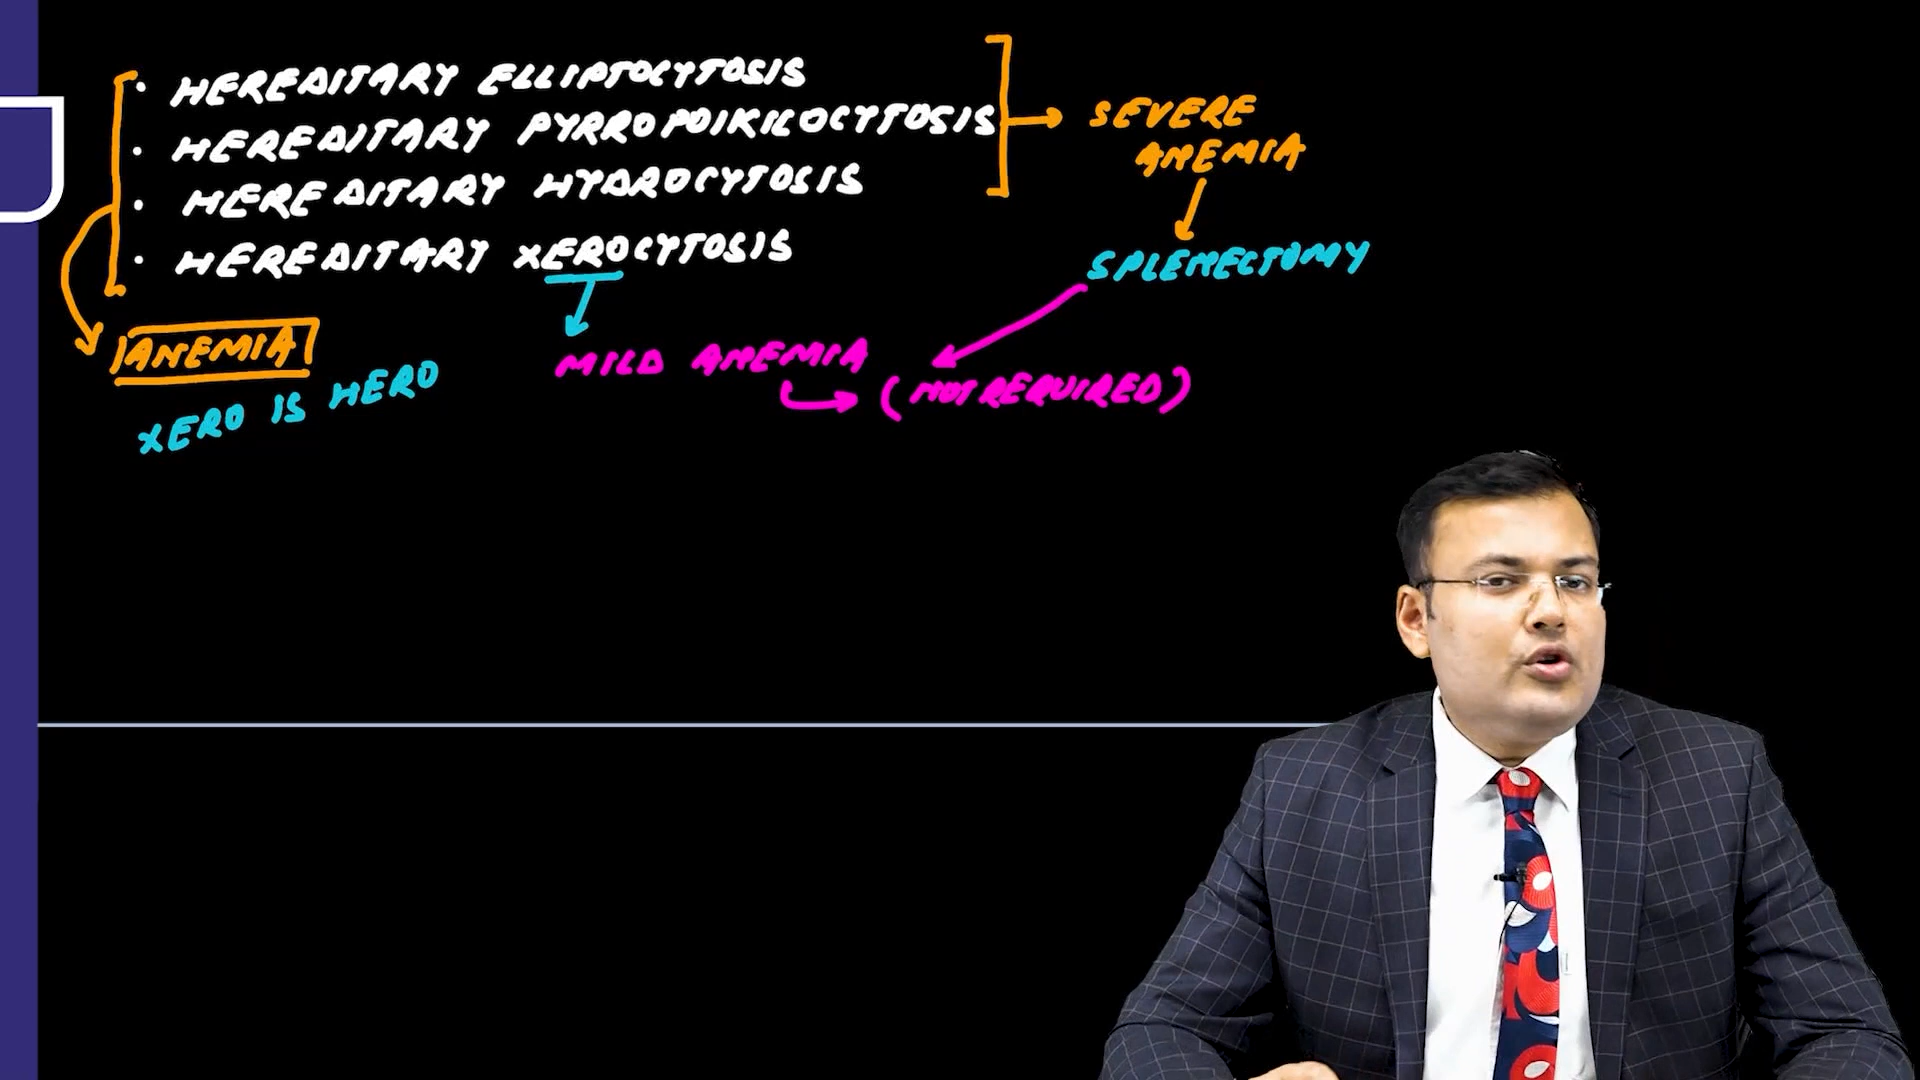 • HEREDITARY ELLIPTOCYTOSIS
• HEREDITARY PYRROPOIKILOCYTOSIS
• HEREDITARY HYDROCYTOSIS
• HEREDITARY XEROCYTOSIS
SEVERE
ANEMIA
SPLENECTOMY
ANEMIA
MILD ANEMIA
(NOT REQUIRED)
XERO IS HERO